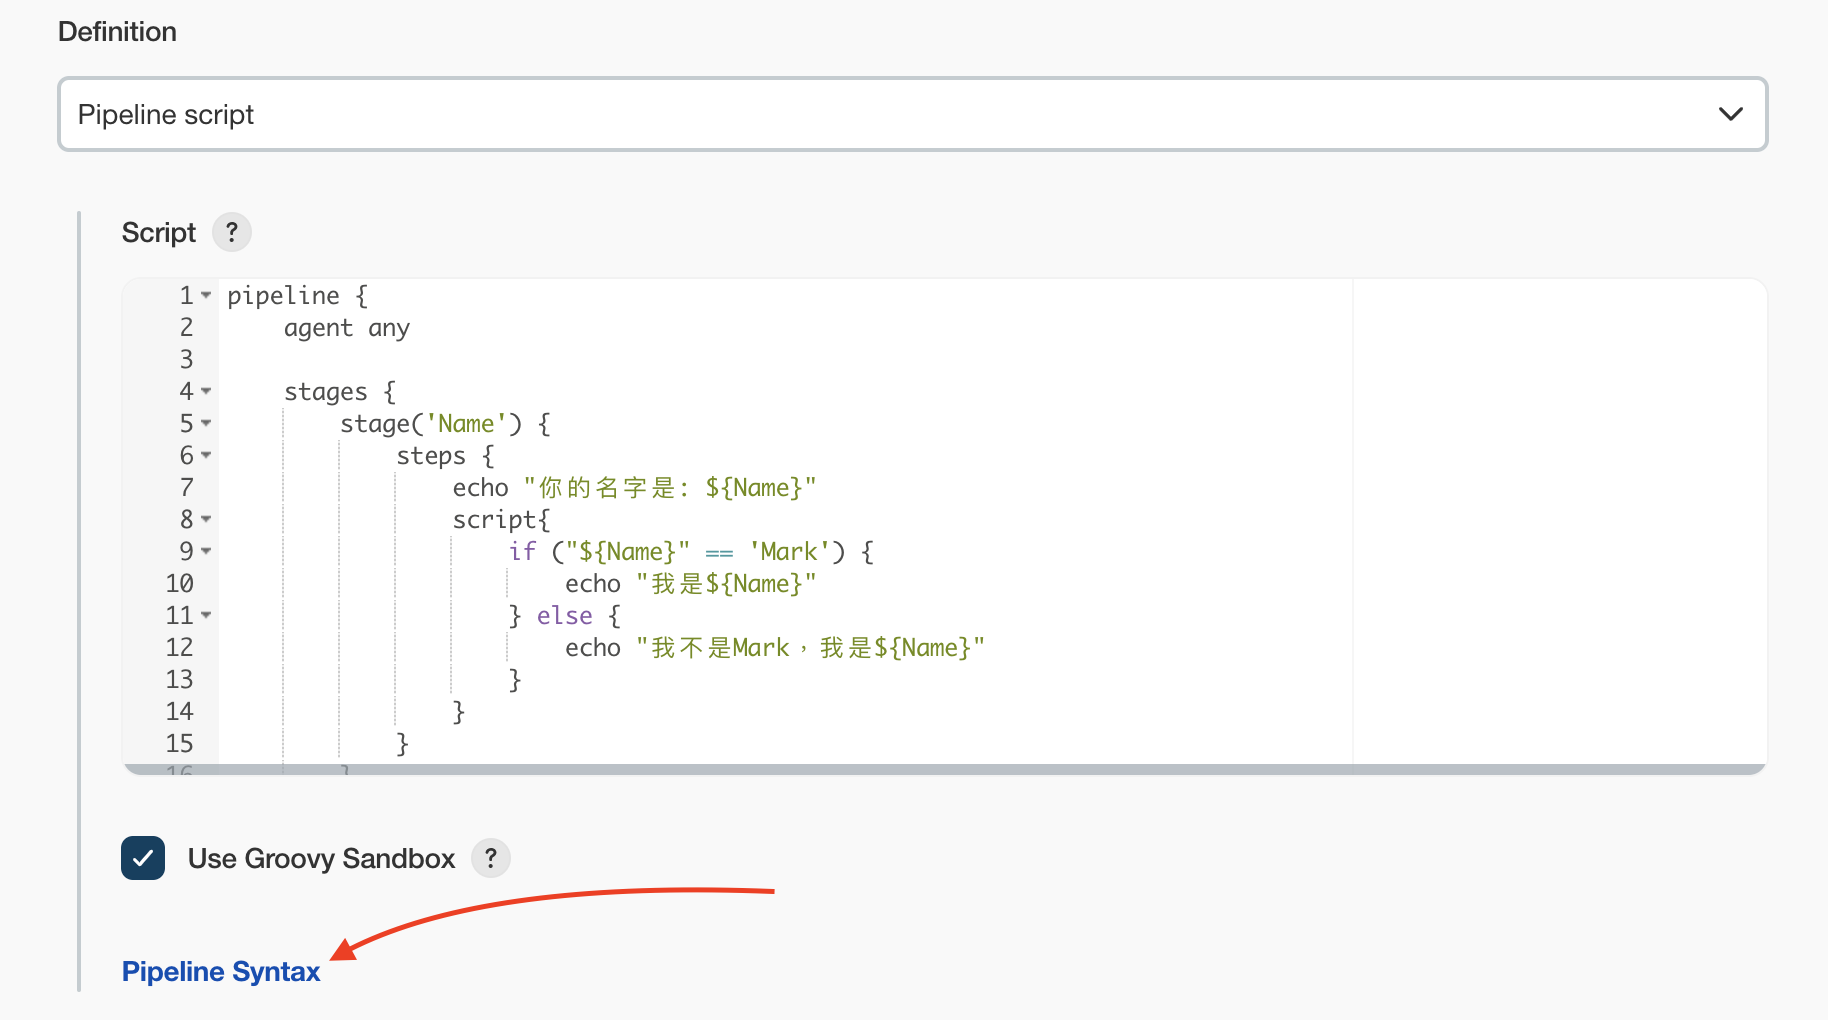 Definition
Pipeline script
Script ?
1 pipeline {
2     agent any
3
4     stages {
5         stage('Name') {
6             steps {
7                 echo "你的名字是: ${Name}"
8                 script{
9                     if ("${Name}" == 'Mark') {
10                         echo "我是${Name}"
11                     } else {
12                         echo "我不是Mark，我是${Name}"
13                     }
14                 }
15             }
16         }
Use Groovy Sandbox ?
Pipeline Syntax